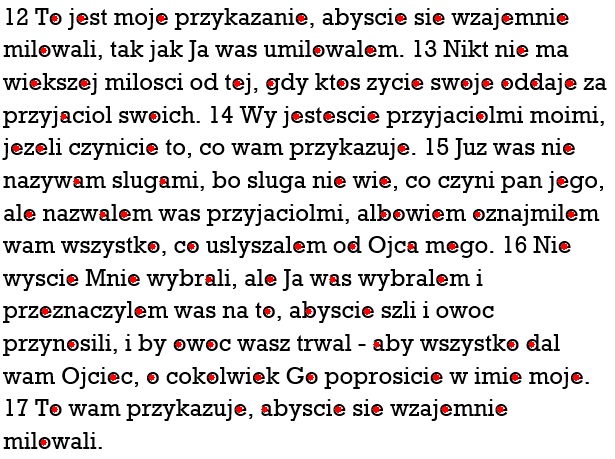 12 To jest moje przykazanie, abyscie sie wzajemnie
milowali, tak jak Ja was umilowalem. 13 Nikt nie ma
wiekszej milosci od tej, gdy ktos zycie swoje oddaje za
przyjaciol swoich. 14 Wy jestescie przyjaciolmi moimi,
jezeli czynicie to, co wam przykazuje. 15 Juz was nie
nazywam slugami, bo sluga nie wie, co czyni pan jego,
ale nazwalem was przyjaciolmi, albowiem oznajmilem
wam wszystko, co uslyszalem od Ojca mego. 16 Nie
wyscie Mnie wybrali, ale Ja was wybralem i
przeznaczylem was na to, abyscie szli i owoc
przynosili, i by owoc wasz trwal - aby wszystko dal
wam Ojciec, o cokolwiek Go poprosicie w imie moje.
17 To wam przykazuje, abyscie sie wzajemnie
milowali.